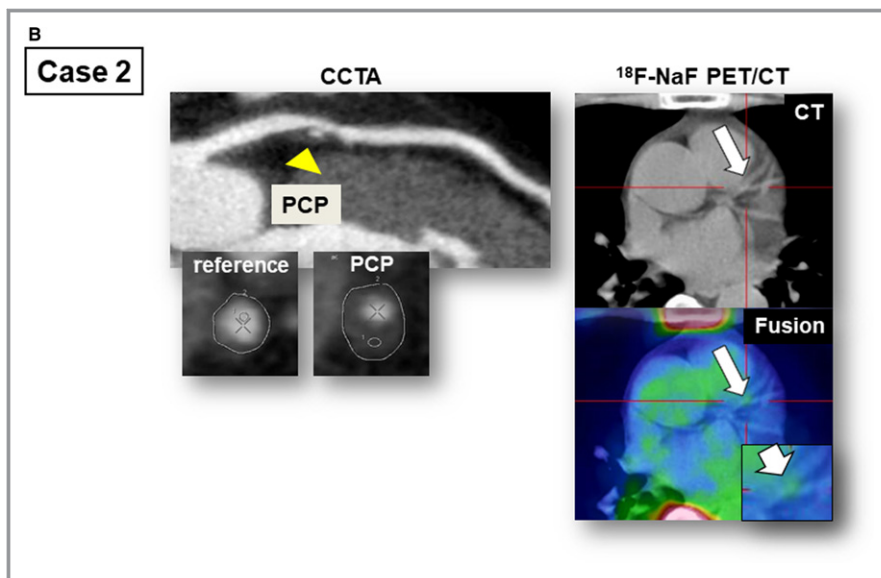 B
Case 2
CCTA
PCP
reference
PCP
¹⁸F-NaF PET/CT
CT
Fusion